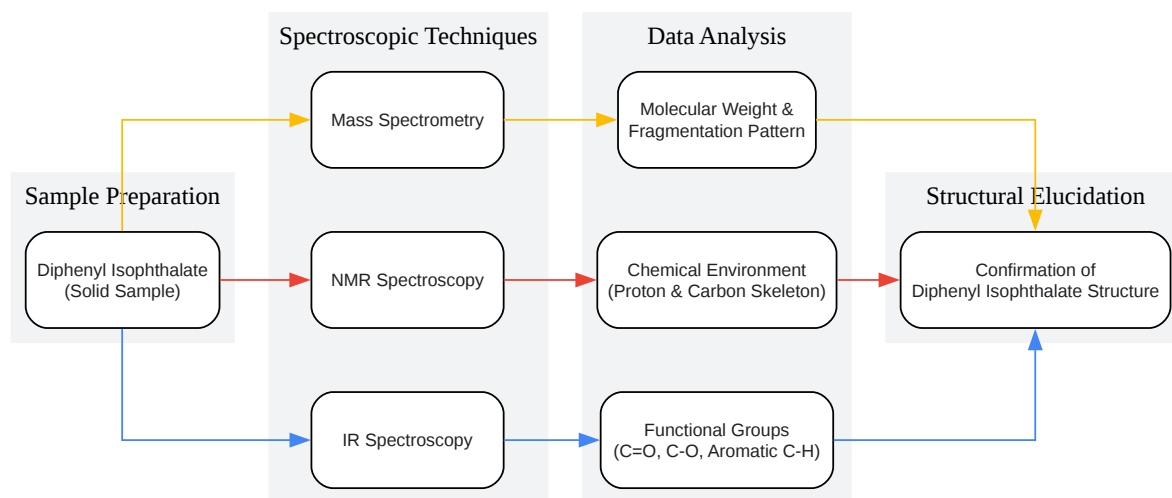 Spectroscopic Techniques
Data Analysis
Mass Spectrometry
Molecular Weight &
Fragmentation Pattern
Sample Preparation
Structural Elucidation
Diphenyl Isophthalate
(Solid Sample)
NMR Spectroscopy
Chemical Environment
(Proton & Carbon Skeleton)
Confirmation of
Diphenyl Isophthalate Structure
IR Spectroscopy
Functional Groups
(C=O, C-O, Aromatic C-H)